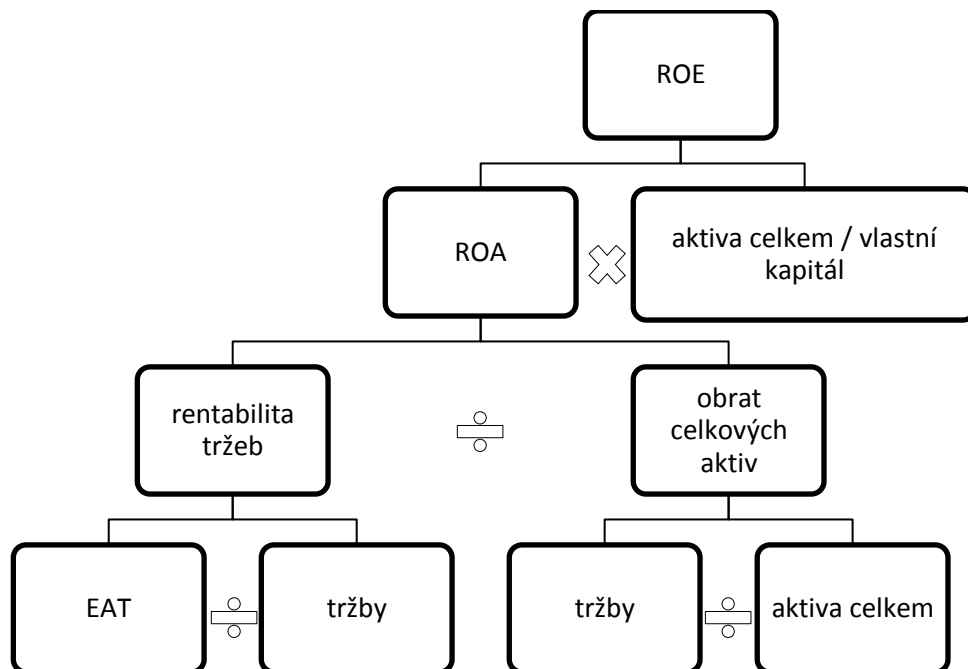 ROE
ROA
aktiva celkem / vlastní
kapitál
rentabilita
tržeb
obrat
celkových
aktiv
EAT
tržby
tržby
aktiva celkem